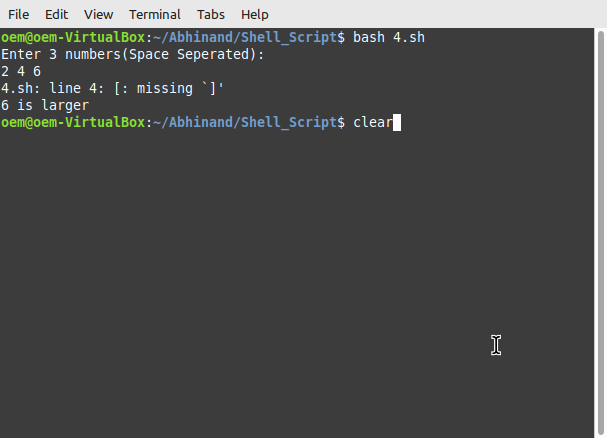 File Edit View Terminal Tabs Help
oem@oem-VirtualBox:~/Abhinand/Shell_Script$ bash 4.sh
Enter 3 numbers(Space Seperated):
2 4 6
4.sh: line 4: [: missing `]'
6 is larger
oem@oem-VirtualBox:~/Abhinand/Shell_Script$ clear